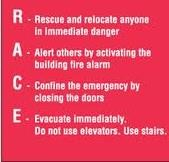 R - Rescue and relocate anyone
in immediate danger
A - Alert others by activating the
building fire alarm
C - Confine the emergency by
closing the doors
E - Evacuate immediately.
Do not use elevators. Use stairs.